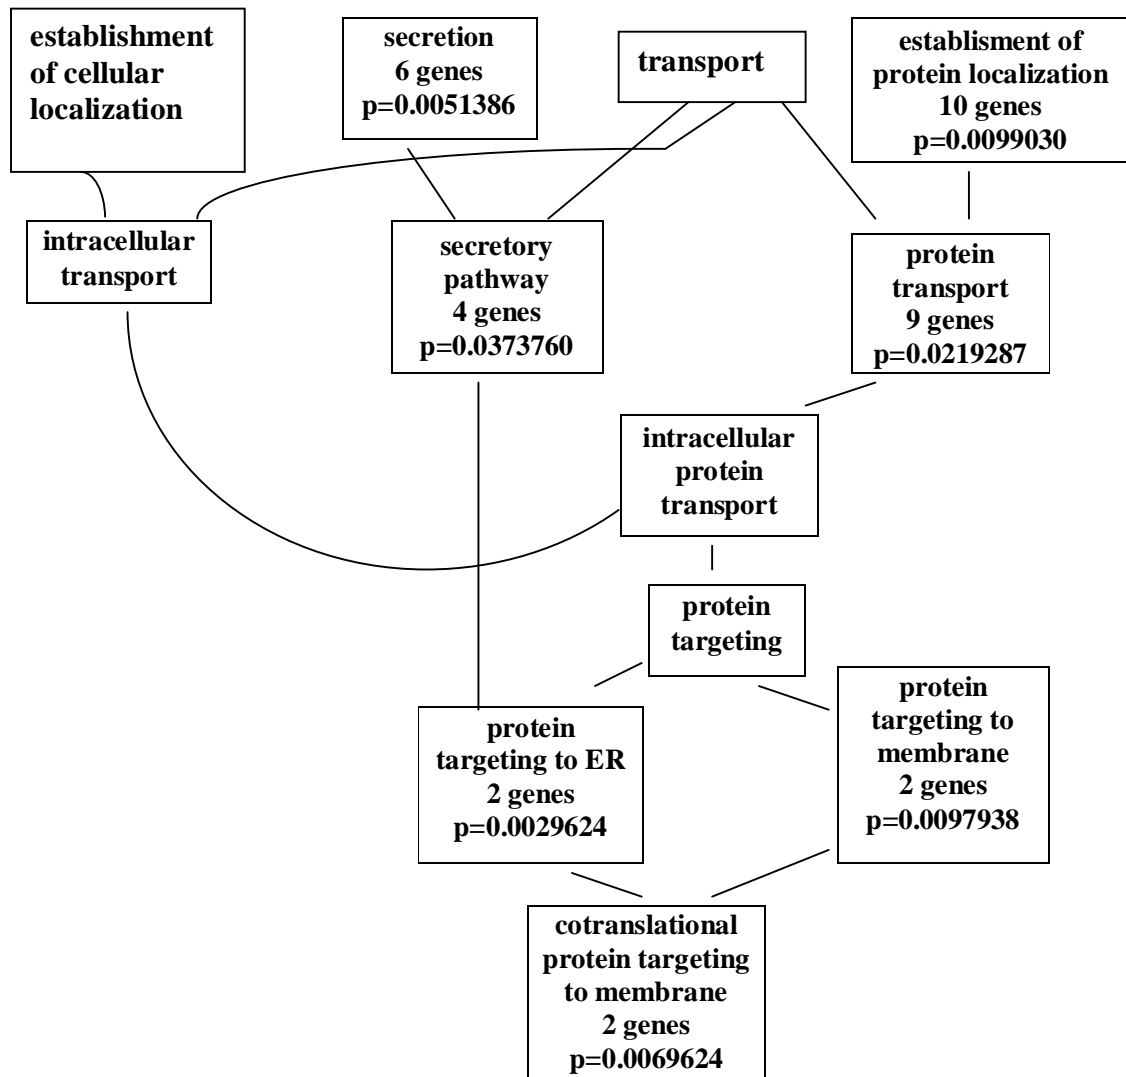 establishment
of cellular
localization
secretion
6 genes
p=0.0051386
transport
establisment of
protein localization
10 genes
p=0.0099030
intracellular
transport
secretory
pathway
4 genes
p=0.0373760
protein
transport
9 genes
p=0.0219287
intracellular
protein
transport
protein
targeting
protein
targeting to ER
2 genes
p=0.0029624
protein
targeting to
membrane
2 genes
p=0.0097938
cotranslational
protein targeting
to membrane
2 genes
p=0.0069624